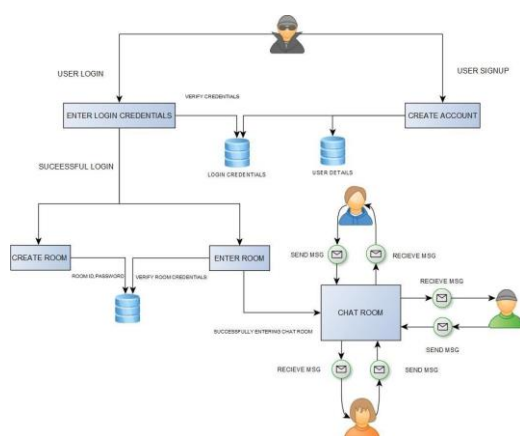 USER LOGIN
USER SIGNUP
VERIFY CREDENTIALS
ENTER LOGIN CREDENTIALS
CREATE ACCOUNT
LOGIN CREDENTIALS
USER DETAILS
SUCEESSFUL LOGIN
CREATE ROOM
ROOM ID,PASSWORD
VERIFY ROOM CREDENTIALS
ENTER ROOM
SEND MSG
RECIEVE MSG
RECIEVE MSG
CHAT ROOM
SUCCESSFULLY ENTERING CHAT ROOM
SEND MSG
RECIEVE MSG
SEND MSG